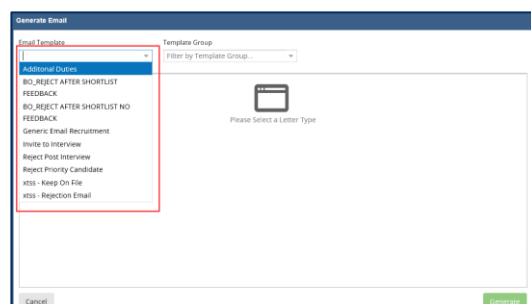 Generate Email
Email Template
Template Group
Filter by Template Group...
Additonal Duties
BO_REJECT AFTER SHORTLIST
FEEDBACK
BO_REJECT AFTER SHORTLIST NO
FEEDBACK
Generic Email Recruitment
Invite to Interview
Reject Post Interview
Reject Priority Candidate
xtss - Keep On File
xtss - Rejection Email
Please Select a Letter Type
Cancel
Generate